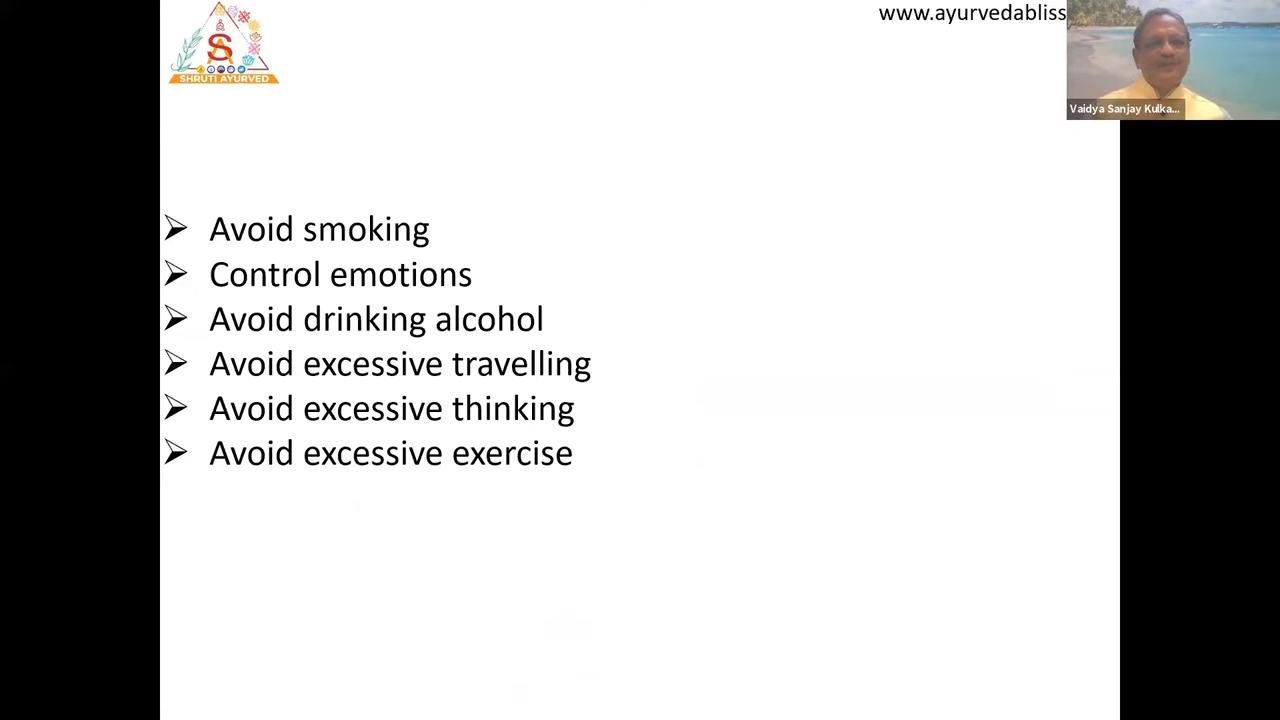 www.ayurvedabliss
SHRUTI AYURVED
Vaidya Sanjay Kulka...
➢ Avoid smoking
➢ Control emotions
➢ Avoid drinking alcohol
➢ Avoid excessive travelling
➢ Avoid excessive thinking
➢ Avoid excessive exercise